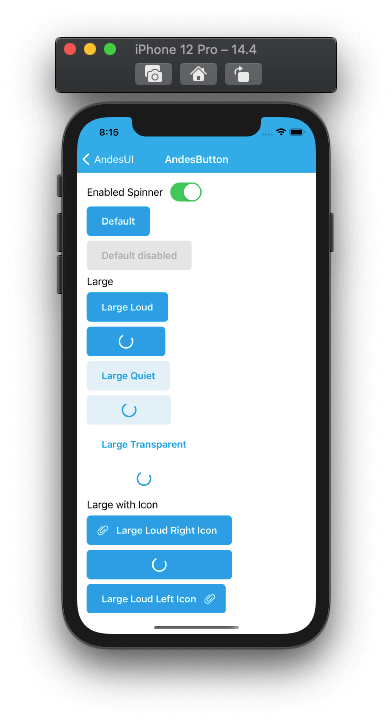 iPhone 12 Pro – 14.4
8:15
AndesUI
AndesButton
Enabled Spinner
Default
Default disabled
Large
Large Loud
Large Quiet
Large Transparent
Large with Icon
Large Loud Right Icon
Large Loud Left Icon